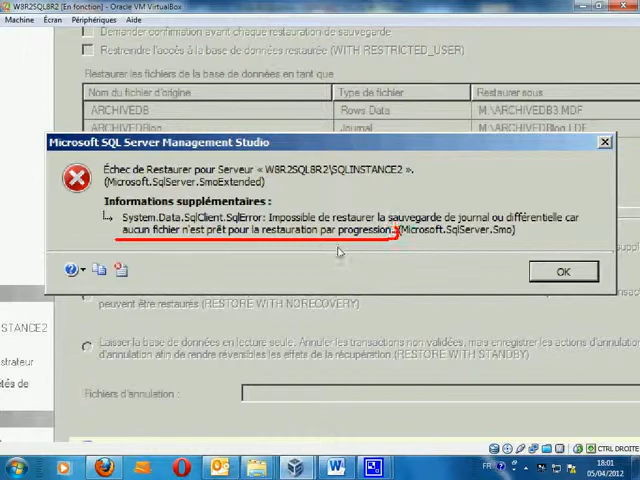 W8R2SQL8R2 [En fonction] - Oracle VM VirtualBox
Machine Écran Périphériques Aide
Demander confirmation avant chaque restauration de sauvegarde
Restreindre l'accès à la base de données restaurée (WITH RESTRICTED_USER)
Restaurer les fichiers de la base de données en tant que
Nom du fichier d'origine Type de fichier Restaurer sous
ARCHIVEDB Rows Data M:\ARCHIVEDB3.MDF
ARCHIVEDBlog Journal M:\ARCHIVEDBlog1.LDF
Microsoft SQL Server Management Studio
Échec de Restaurer pour Serveur « W8R2SQL8R2\SQLINSTANCE2 ».
(Microsoft.SqlServer.SmoExtended)
Informations supplémentaires :
System.Data.SqlClient.SqlError: Impossible de restaurer la sauvegarde de journal ou différentielle car
aucun fichier n'est prêt pour la restauration par progression. (Microsoft.SqlServer.Smo)
OK
peuvent être restaurés (RESTORE WITH NORECOVERY)
STANCE2
Laisser la base de données en lecture seule. Annuler les transactions non validées, mais enregistrer les actions d'annulation
strateur
d'annulation afin de rendre réversibles les effets de la récupération (RESTORE WITH STANDBY)
étés de
Fichiers d'annulation :
CTRL DROITE
FR
18:01
05/04/2012